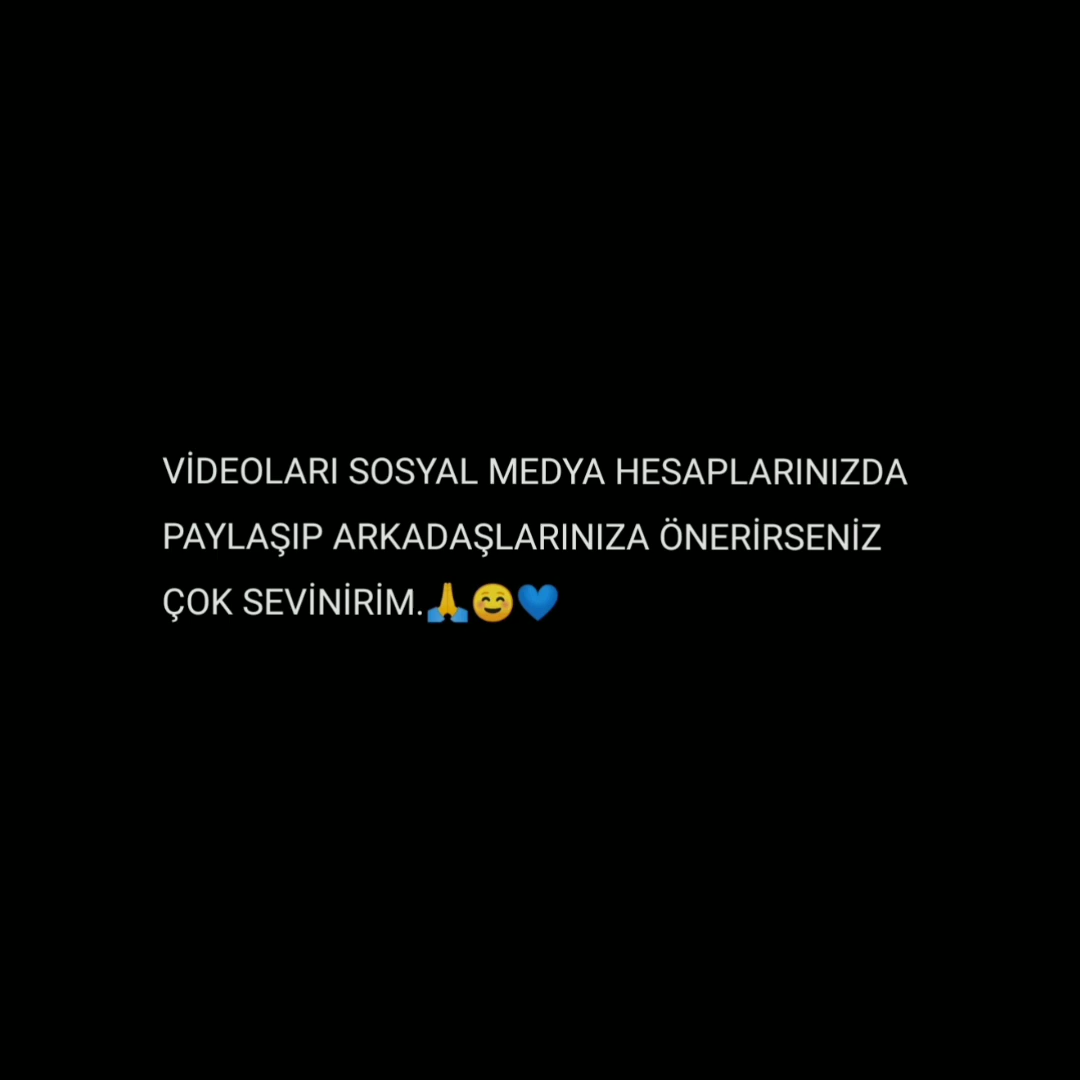 VİDEOLARI SOSYAL MEDYA HESAPLARINIZDA
PAYLAŞIP ARKADAŞLARINIZA ÖNERİRSENİZ
ÇOK SEVİNİRİM.🙏☺️💙